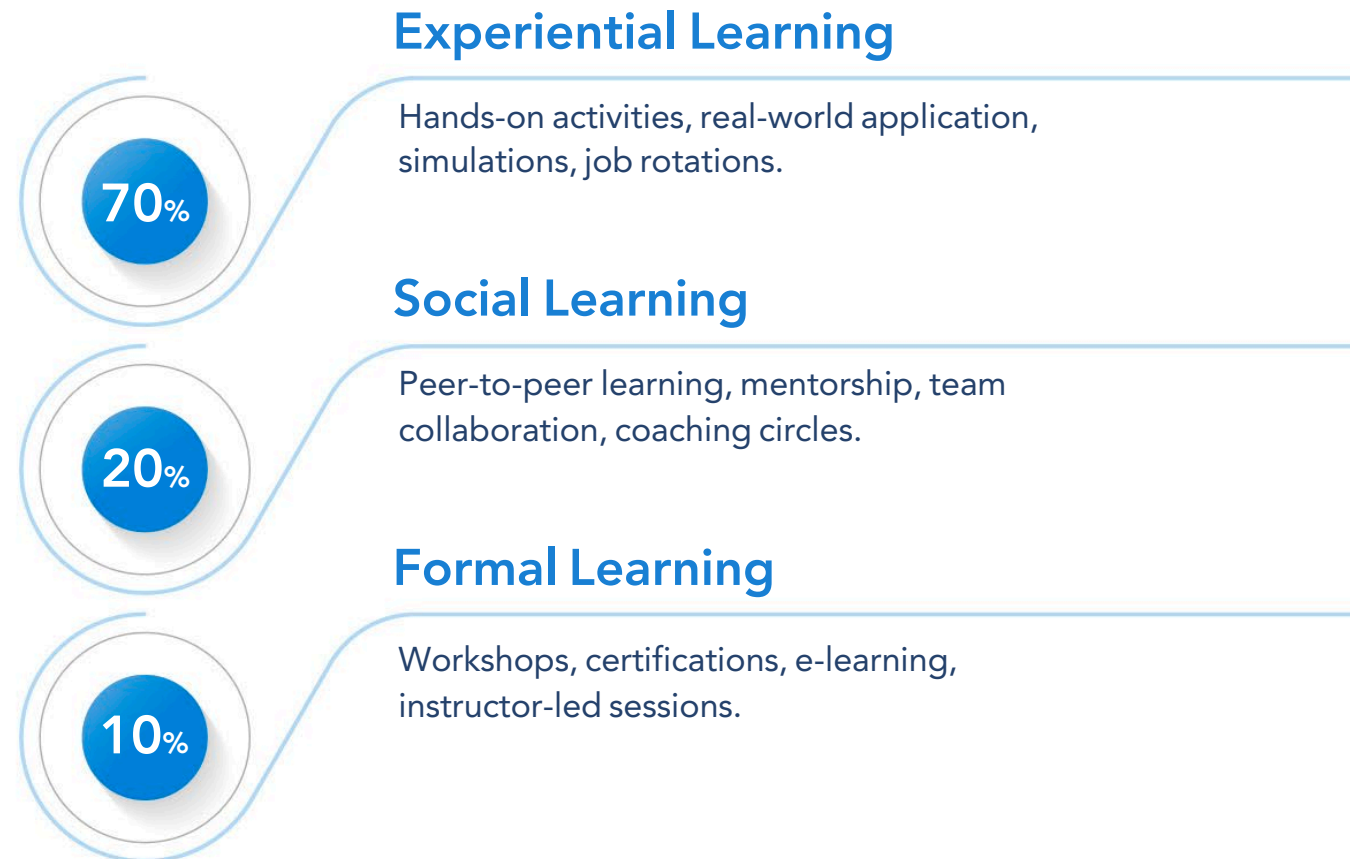 Experiential Learning
Hands-on activities, real-world application,
simulations, job rotations.
70%
Social Learning
Peer-to-peer learning, mentorship, team
collaboration, coaching circles.
20%
Formal Learning
Workshops, certifications, e-learning,
instructor-led sessions.
10%